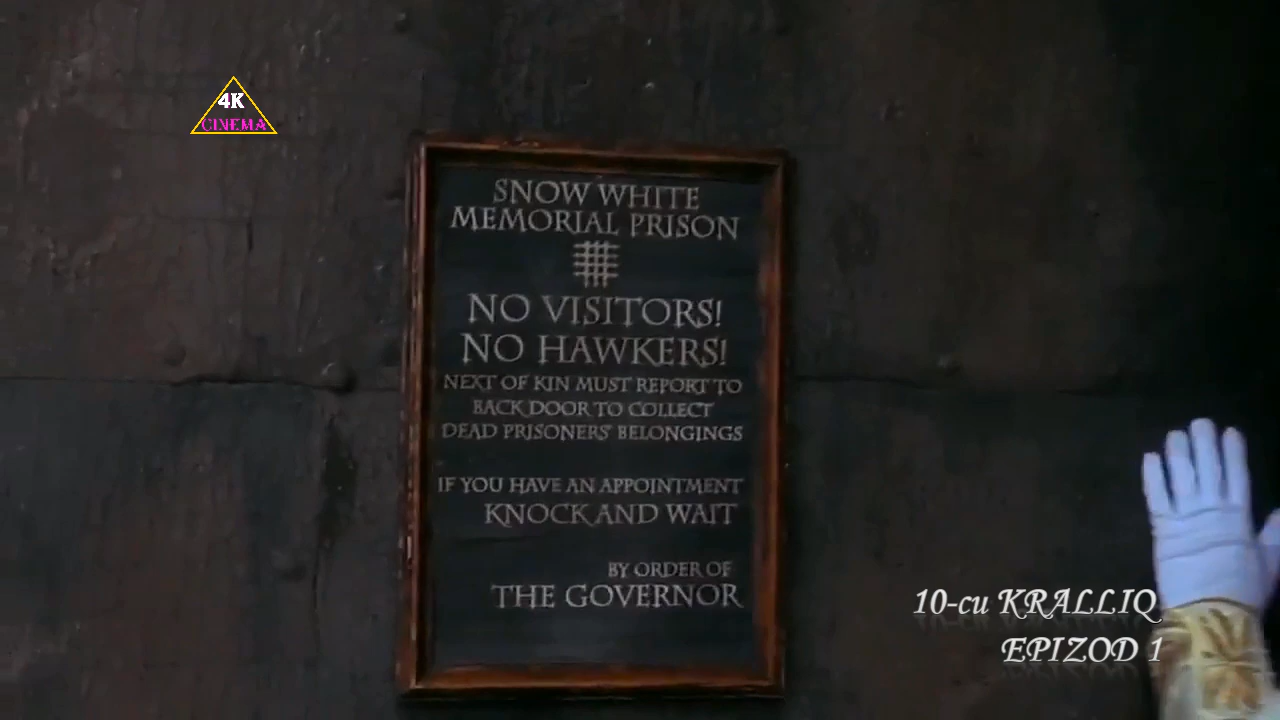 4K
CINEMA
SNOW WHITE
MEMORIAL PRISON
NO VISITORS!
NO HAWKERS!
NEXT OF KIN MUST REPORT TO
BACK DOOR TO COLLECT
DEAD PRISONERS' BELONGINGS
IF YOU HAVE AN APPOINTMENT
KNOCK AND WAIT
BY ORDER OF
THE GOVERNOR
10-cu KRALLIQ
EPIZOD 1